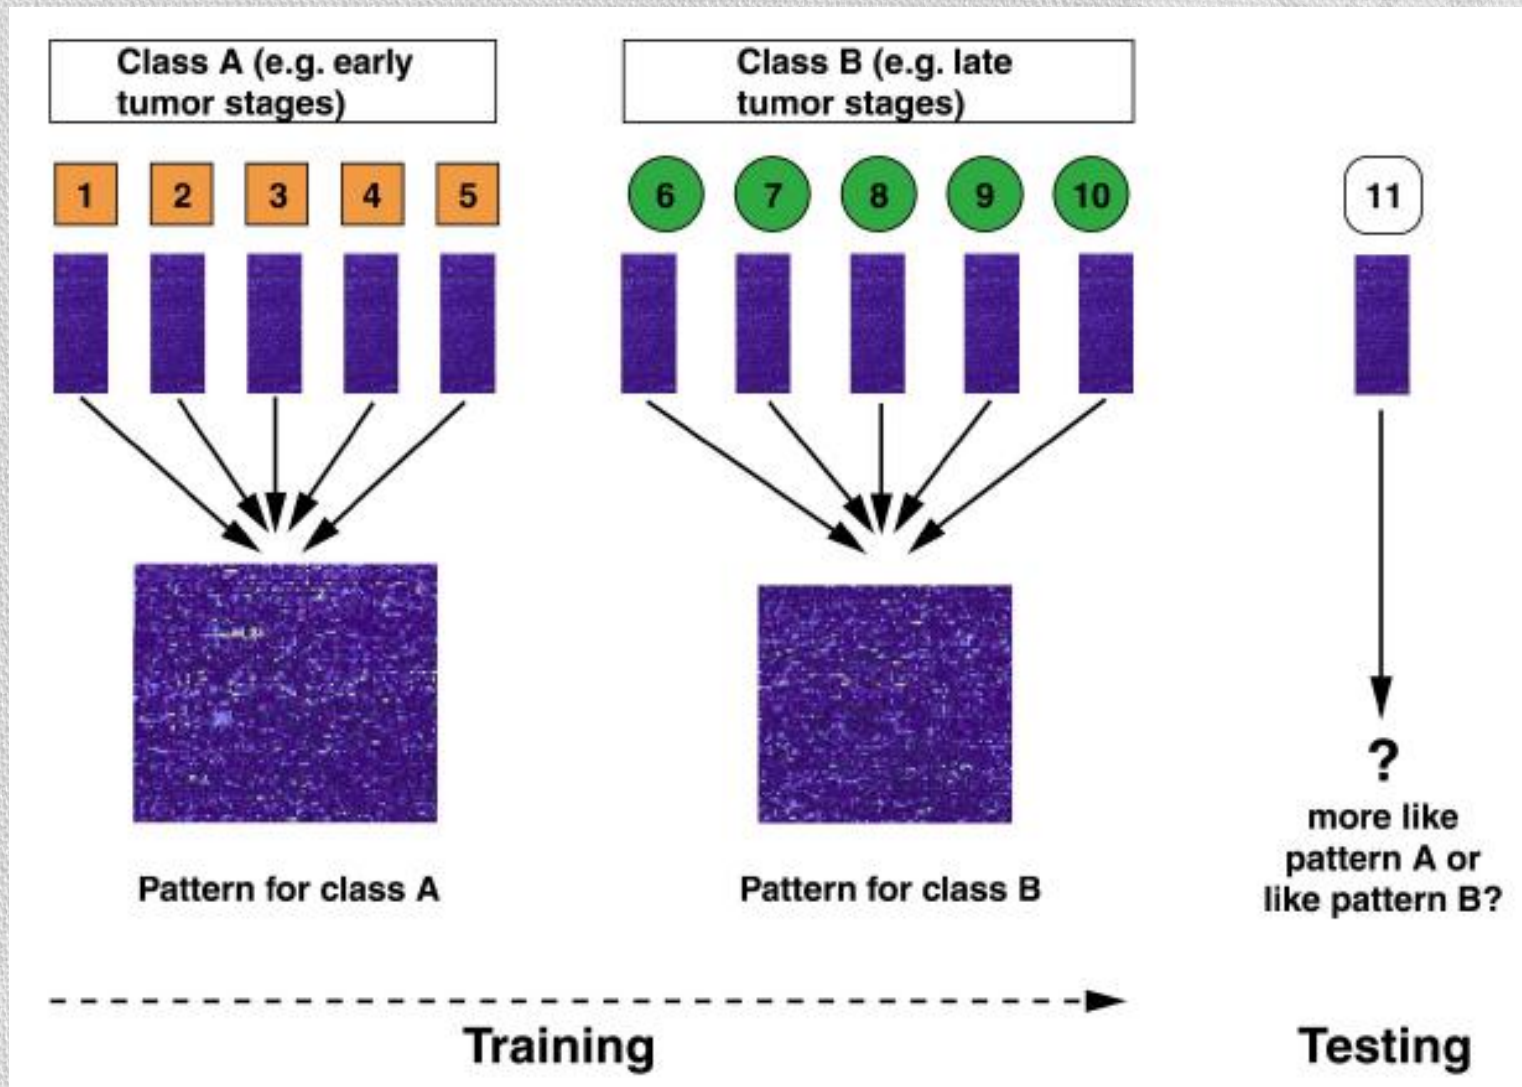 Class A (e.g. early
tumor stages)
Class B (e.g. late
tumor stages)
1 2 3 4 5 6 7 8 9 10 11
Pattern for class A
Pattern for class B
?
more like
pattern A or
like pattern B?
Training
Testing